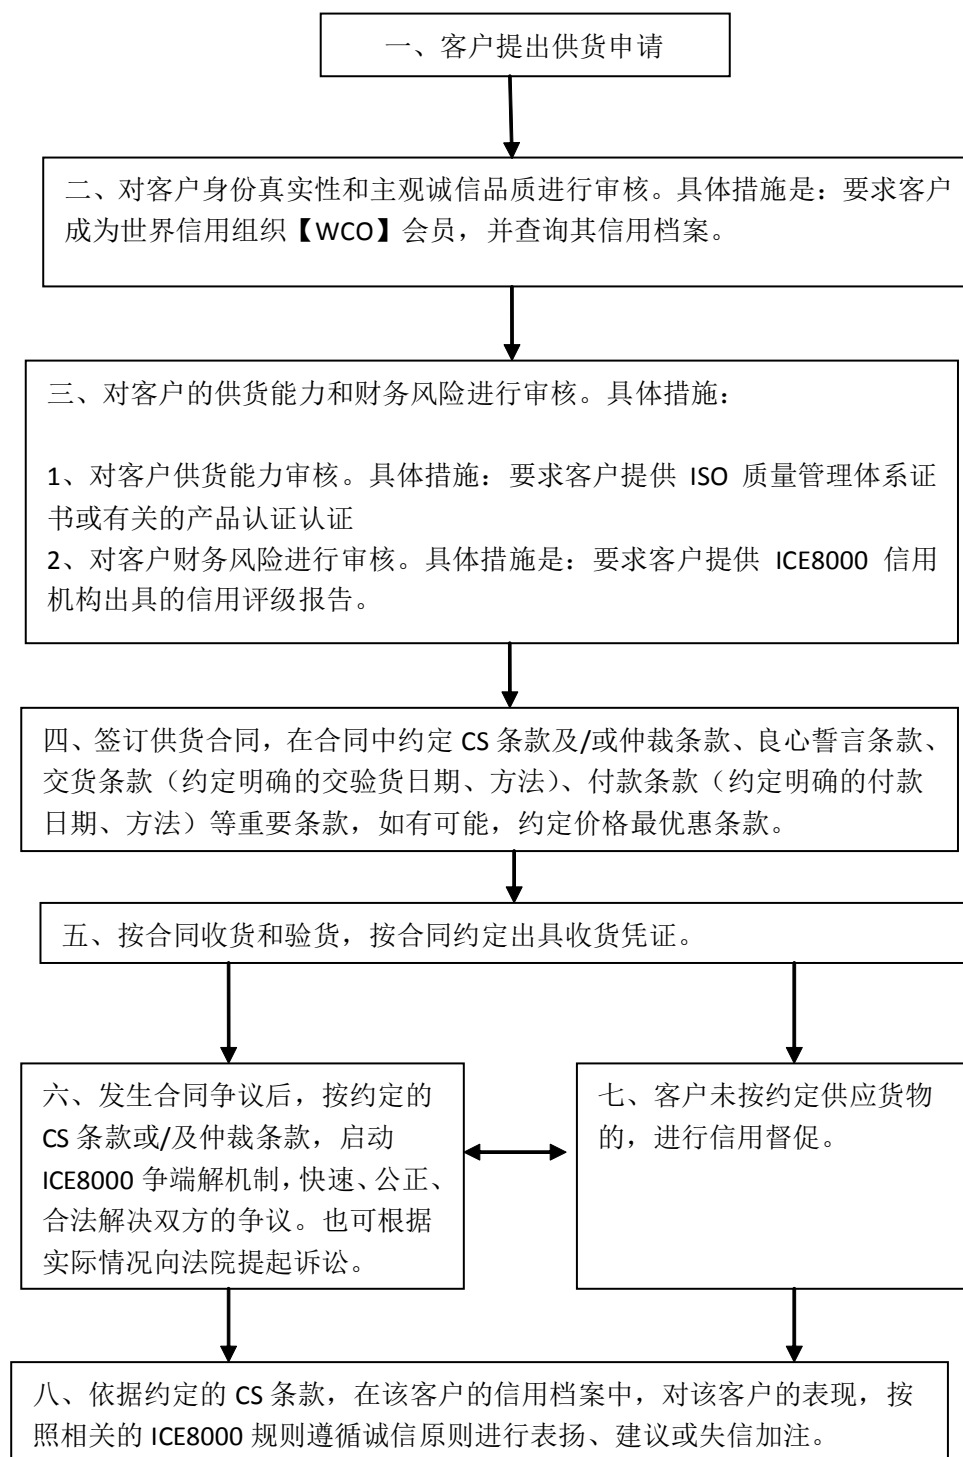 一、客户提出供货申请
二、对客户身份真实性和主观诚信品质进行审核。具体措施是：要求客户
成为世界信用组织【WCO】会员，并查询其信用档案。
三、对客户的供货能力和财务风险进行审核。具体措施：
1、对客户供货能力审核。具体措施：要求客户提供 ISO 质量管理体系证
书或有关的产品认证认证
2、对客户财务风险进行审核。具体措施是：要求客户提供 ICE8000 信用
机构出具的信用评级报告。
四、签订供货合同，在合同中约定 CS 条款及/或仲裁条款、良心誓言条款、
交货条款（约定明确的交验货日期、方法）、付款条款（约定明确的付款
日期、方法）等重要条款，如有可能，约定价格最优惠条款。
五、按合同收货和验货，按合同约定出具收货凭证。
六、发生合同争议后，按约定的
CS 条款或/及仲裁条款，启动
ICE8000 争端解机制，快速、公正、
合法解决双方的争议。也可根据
实际情况向法院提起诉讼。
七、客户未按约定供应货物
的，进行信用督促。
八、依据约定的 CS 条款，在该客户的信用档案中，对该客户的表现，按
照相关的 ICE8000 规则遵循诚信原则进行表扬、建议或失信加注。